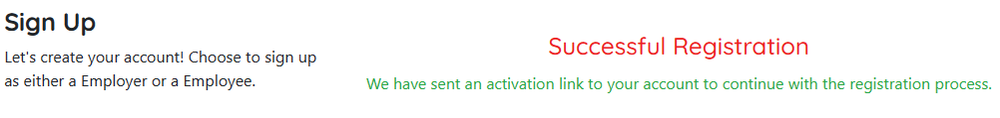 Sign Up
Let's create your account! Choose to sign up
as either a Employer or a Employee.
Successful Registration
We have sent an activation link to your account to continue with the registration process.